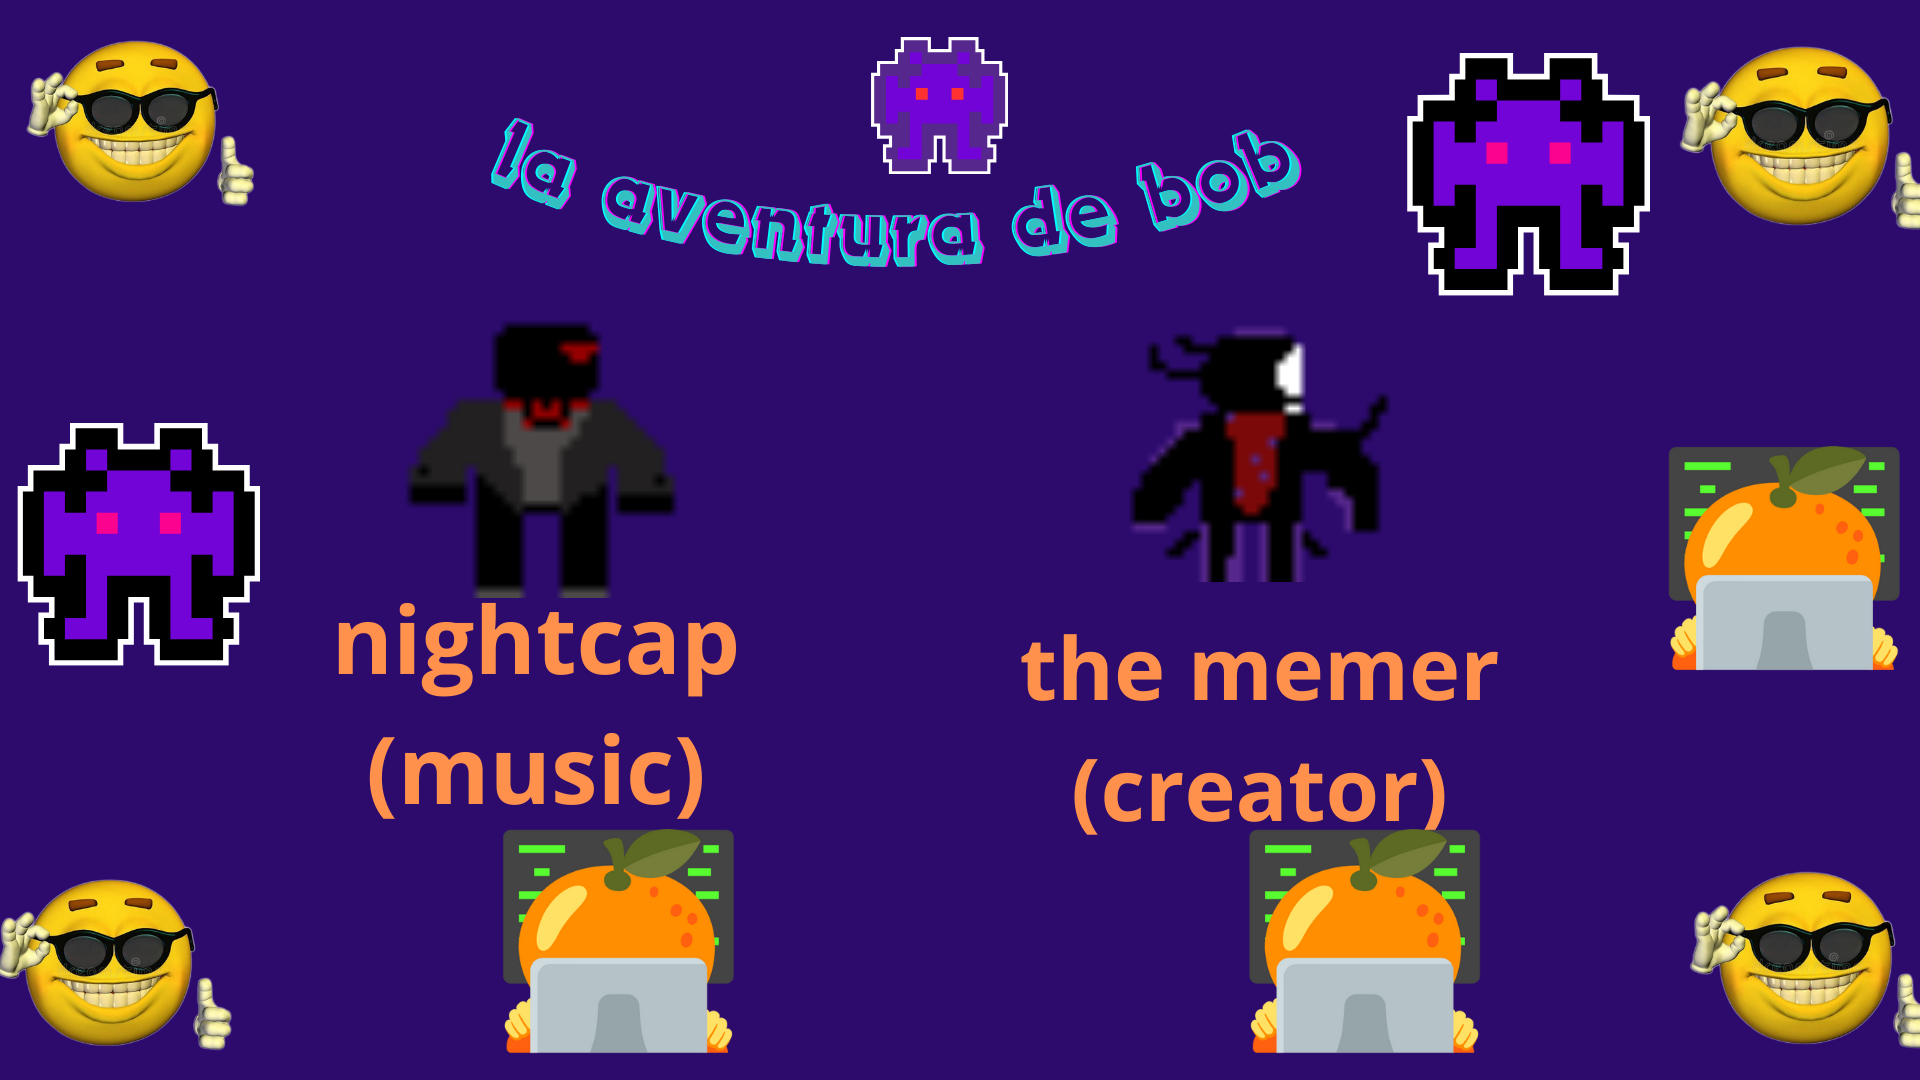 la aventura de bob
nightcap
(music)
the memer
(creator)